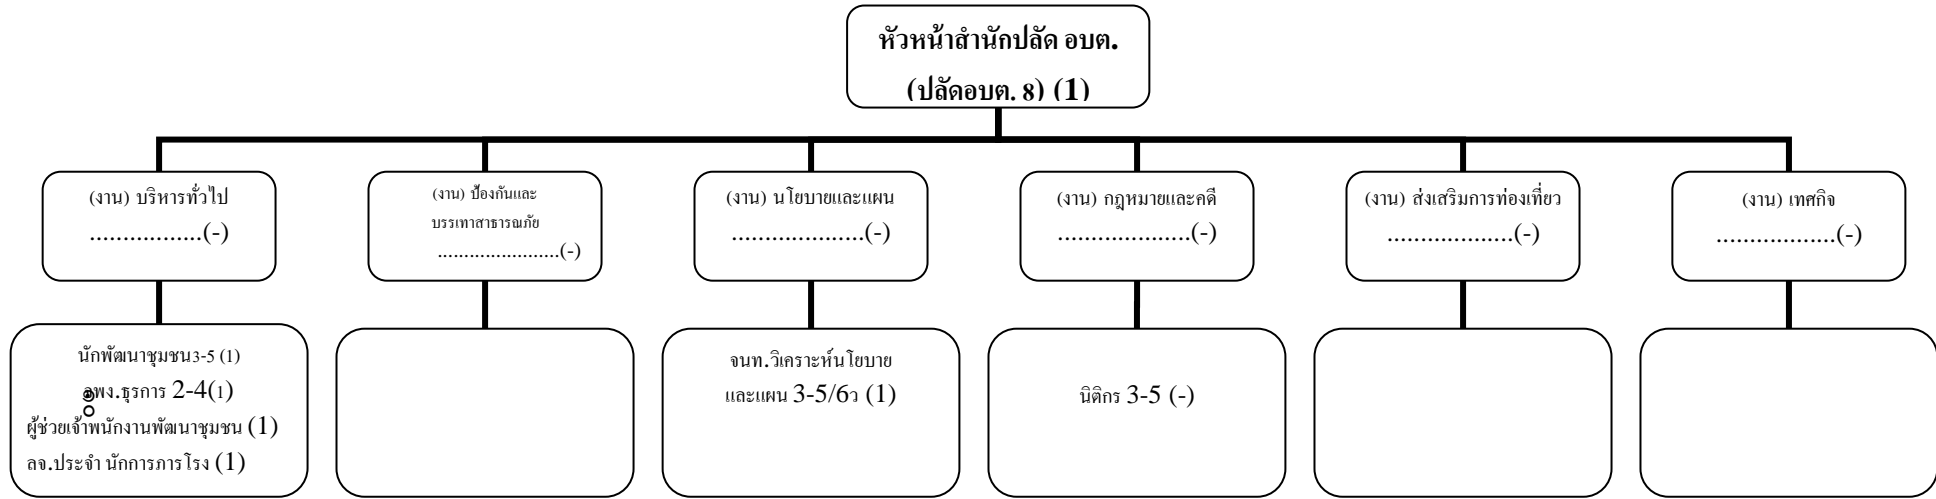 หัวหน้าสำนักปลัด อบต.
(ปลัดอบต. 8) (1)
(งาน) บริหารทั่วไป
.................(-)
(งาน) ป้องกันและ
บรรเทาสาธารณภัย
.......................(-)
(งาน) นโยบายและแผน
....................(-)
(งาน) กฎหมายและคดี
....................(-)
(งาน) ส่งเสริมการท่องเที่ยว
...................(-)
(งาน) เทศกิจ
..................(-)
นักพัฒนาชุมชน3-5 (1)
จพง.ธุรการ 2-4(1)
ผู้ช่วยเจ้าพนักงานพัฒนาชุมชน (1)
ลจ.ประจำ นักการภารโรง (1)
จนท.วิเคราะห์นโยบาย
และแผน 3-5/6ว (1)
นิติกร 3-5 (-)